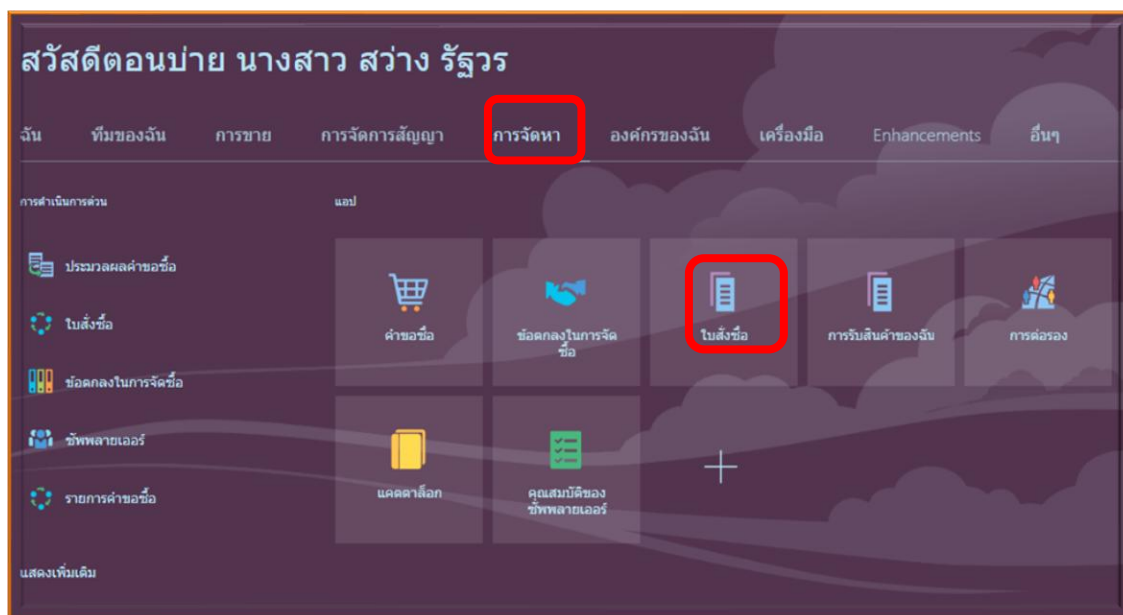 สวัสดีตอนบ่าย นางสาว สว่าง รัฐวร
ฉัน ทีมของฉัน การขาย การจัดการสัญญา การจัดหา องค์กรของฉัน เครื่องมือ Enhancements อื่นๆ
การดำเนินการด่วน
ประมวลผลคำขอซื้อ
ใบสั่งซื้อ
ข้อตกลงในการจัดซื้อ
ซัพพลายเออร์
รายการคำขอซื้อ
แสดงเพิ่มเติม
แอป
คำขอซื้อ
ข้อตกลงในการจัด
ซื้อ
ใบสั่งซื้อ
การรับสินค้าของฉัน
การต่อรอง
แคตตาล็อก
คุณสมบัติของ
ซัพพลายเออร์